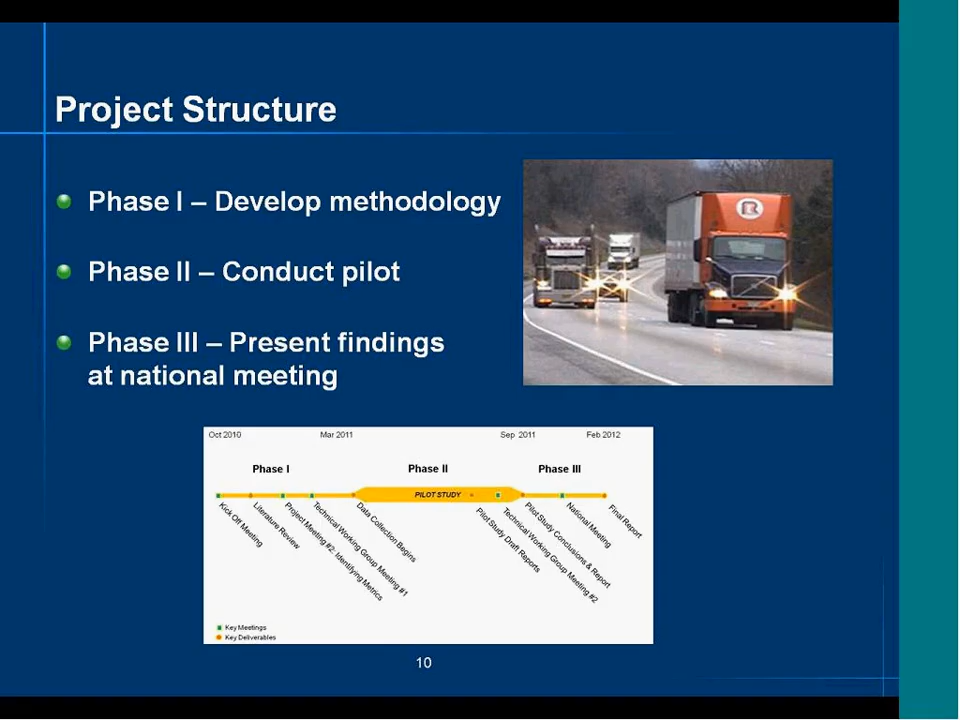 Project Structure
Phase I – Develop methodology
Phase II – Conduct pilot
Phase III – Present findings
at national meeting
Oct 2010 Mar 2011 Sep 2011 Feb 2012
Phase I Phase II Phase III
PILOT STUDY
Kick Off Meeting
Literature Review
Project Meeting #2: Identifying Metrics
Technical Working Group Meeting #1
Data Collection Begins
Pilot Study Draft Reports
Technical Working Group Meeting #2
Pilot Study Conclusions & Report
National Meeting
Final Report
Key Meetings
Key Deliverables
10